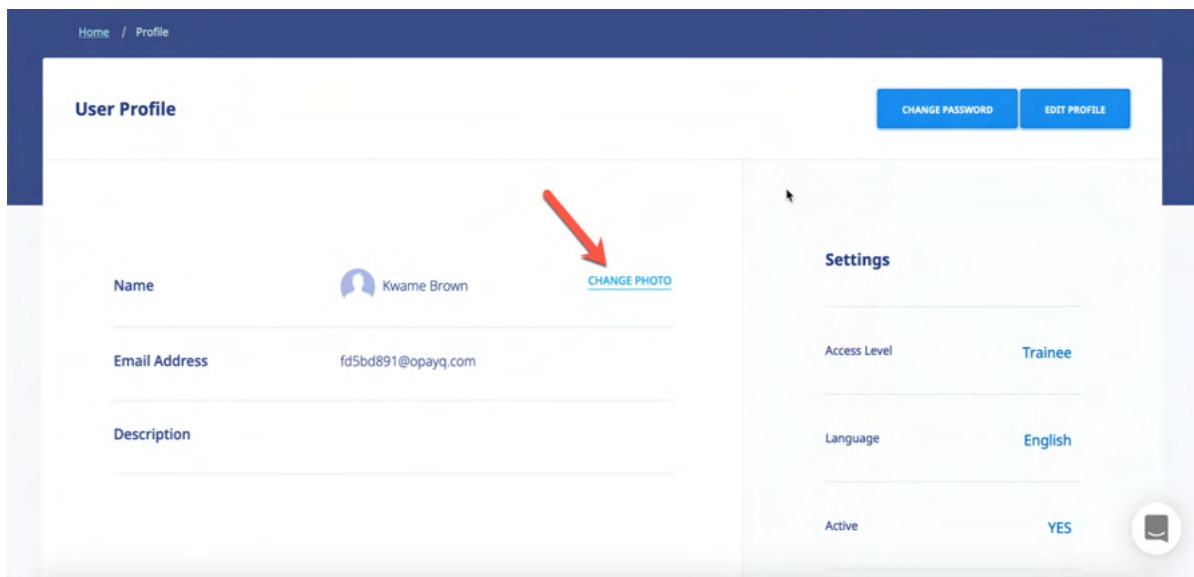 Home / Profile
User Profile
CHANGE PASSWORD
EDIT PROFILE
Name
Kwame Brown
CHANGE PHOTO
Email Address
fd5bd891@opayq.com
Description
Settings
Access Level
Trainee
Language
English
Active
YES